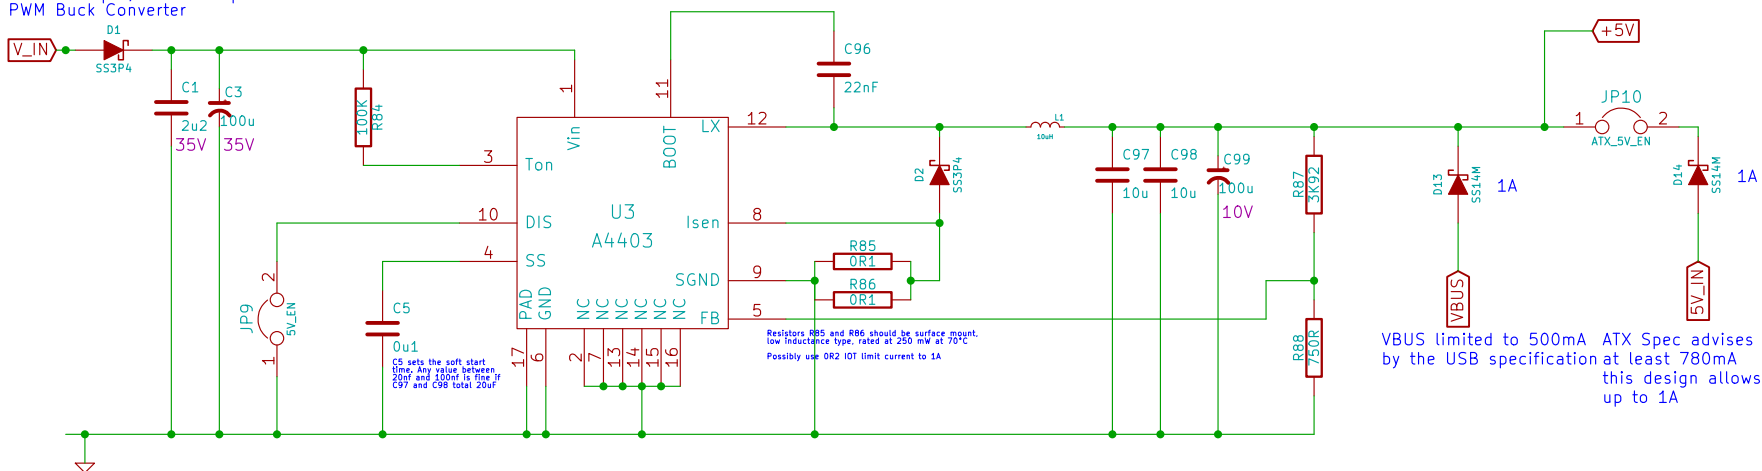 PWM Buck Converter
V_IN
D1
SS3P4
C1
2u2
35V
C3
100u
35V
100K
R84
1
11
C96
22nF
+5V
Vin
BOOT
LX
12
L1
10uH
JP10
1
2
ATX_5V_EN
3
Ton
D2
SS3P4
C97
10u
C98
10u
C99
100u
10V
R87
3K92
D13
SS14M
1A
D14
SS14M
1A
10
DIS
U3
A4403
Isen
8
4
SS
R85
0R1
SGND
9
R86
0R1
FB
5
JP9
2
1
5V_EN
C5
0u1
PAD
GND
NC
NC
NC
NC
NC
NC
17
6
2
7
13
14
15
16
C5 sets the soft start
time. Any value between
20nf and 100nf is fine if
C97 and C98 total 20uF
Resistors R85 and R86 should be surface mount,
low inductance type, rated at 250 mW at 70°C
Possibly use 0R2 IOT limit current to 1A
R88
750R
VBUS
5V_IN
VBUS limited to 500mA
by the USB specification
ATX Spec advises
at least 780mA
this design allows
up to 1A